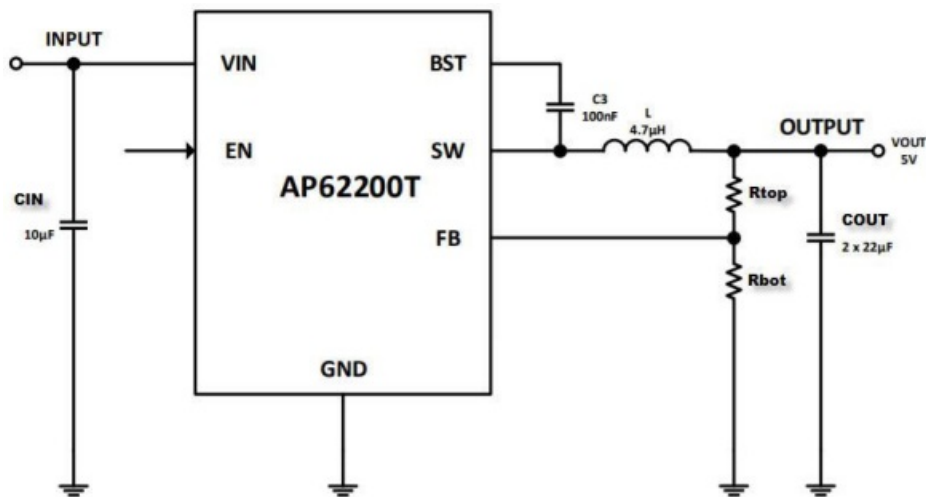 INPUT
VIN
BST
C3
100nF
L
4.7µH
OUTPUT
VOUT
5V
EN
SW
AP62200T
Rtop
CIN
10µF
FB
COUT
2 x 22µF
Rbot
GND